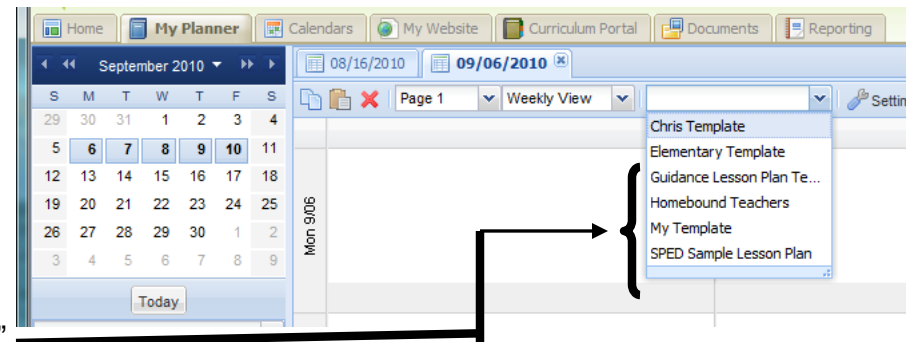 Home My Planner Calendars My Website Curriculum Portal Documents Reporting
September 2010
08/16/2010 09/06/2010
Page 1 Weekly View Settin
S M T W T F S
29 30 31 1 2 3 4
5 6 7 8 9 10 11
12 13 14 15 16 17 18
19 20 21 22 23 24 25
26 27 28 29 30 1 2
3 4 5 6 7 8 9
Today
Mon 9/06
Chris Template
Elementary Template
Guidance Lesson Plan Te...
Homebound Teachers
My Template
SPED Sample Lesson Plan
”